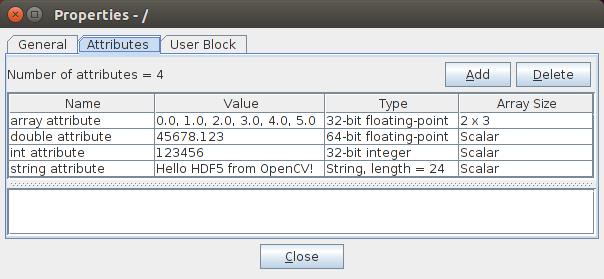 Properties - /
General Attributes User Block
Number of attributes = 4 Add Delete
Name Value Type Array Size
array attribute 0.0, 1.0, 2.0, 3.0, 4.0, 5.0 32-bit floating-point 2 x 3
double attribute 45678.123 64-bit floating-point Scalar
int attribute 123456 32-bit integer Scalar
string attribute Hello HDF5 from OpenCV! String, length = 24 Scalar
Close